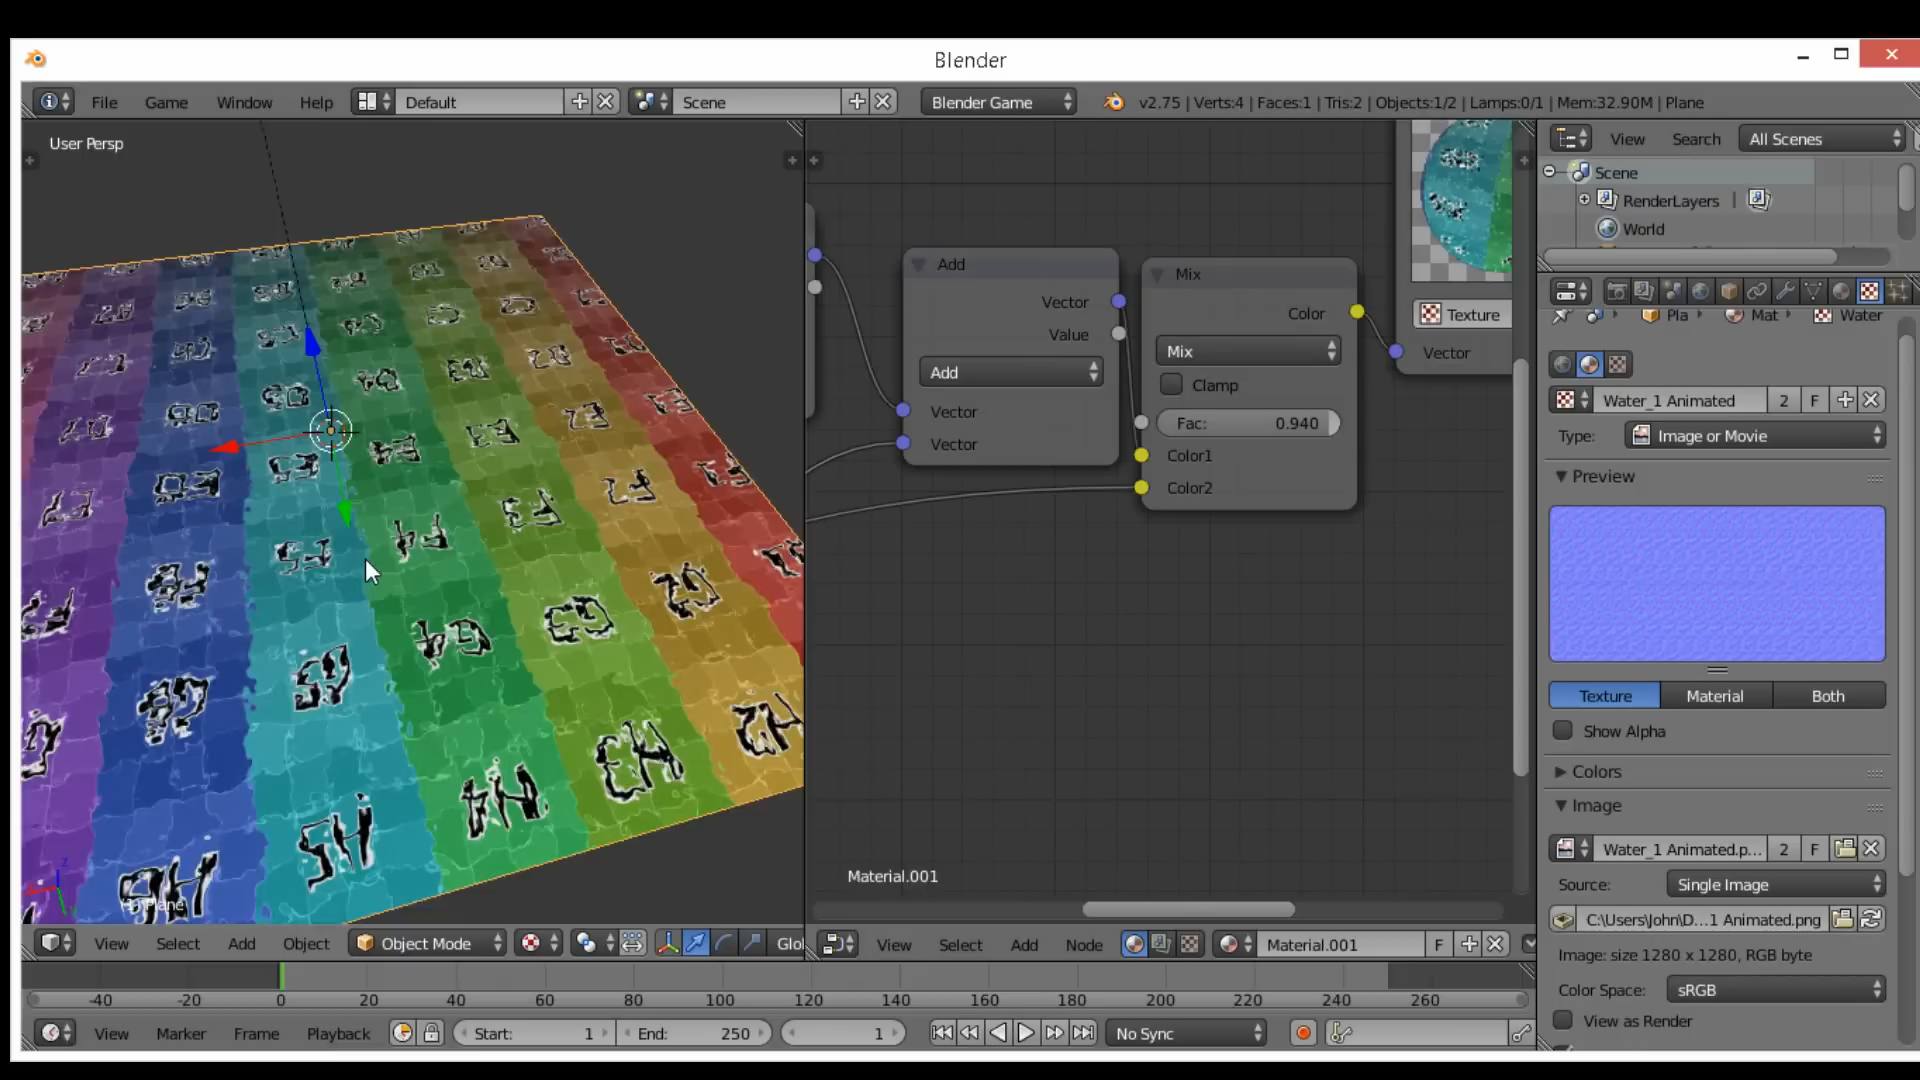 Blender
File Game Window Help Default Scene Blender Game v2.75 | Verts:4 | Faces:1 | Tris:2 | Objects:1/2 | Lamps:0/1 | Mem:32.90M | Plane
User Persp
(1) Plane
View Select Add Object Object Mode Glo
Add
Vector
Value
Add
Vector
Vector
Mix
Color
Mix
Clamp
Fac: 0.940
Color1
Color2
Texture
Vector
Material.001
View Select Add Node Material.001 F
View Search All Scenes
Scene
RenderLayers
World
Pla Mat Water
Water_1 Animated 2 F
Type: Image or Movie
Preview
Texture Material Both
Show Alpha
Colors
Image
Water_1 Animated.p... 2 F
Source: Single Image
C:\Users\John\D...1 Animated.png
Image: size 1280 x 1280, RGB byte
Color Space: sRGB
View as Render
-40 -20 0 20 40 60 80 100 120 140 160 180 200 220 240 260
View Marker Frame Playback Start: 1 End: 250 1 No Sync